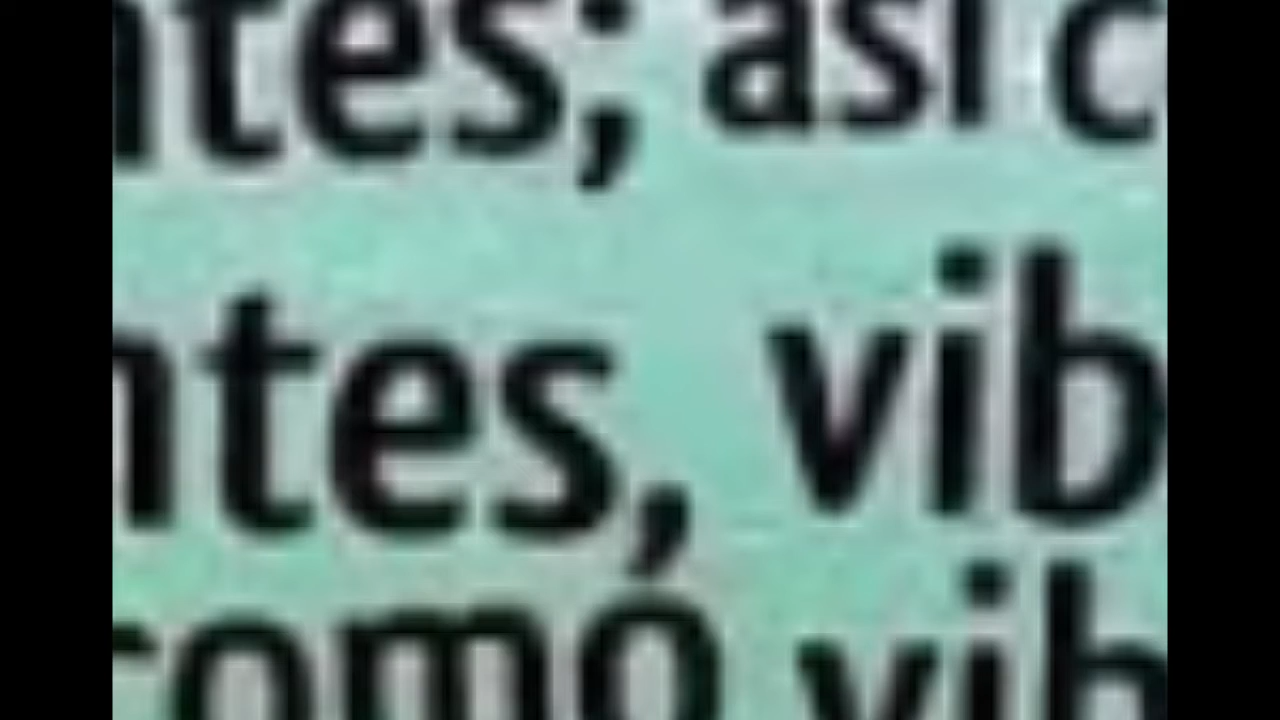 ntes; así c
ntes, vib
como vib